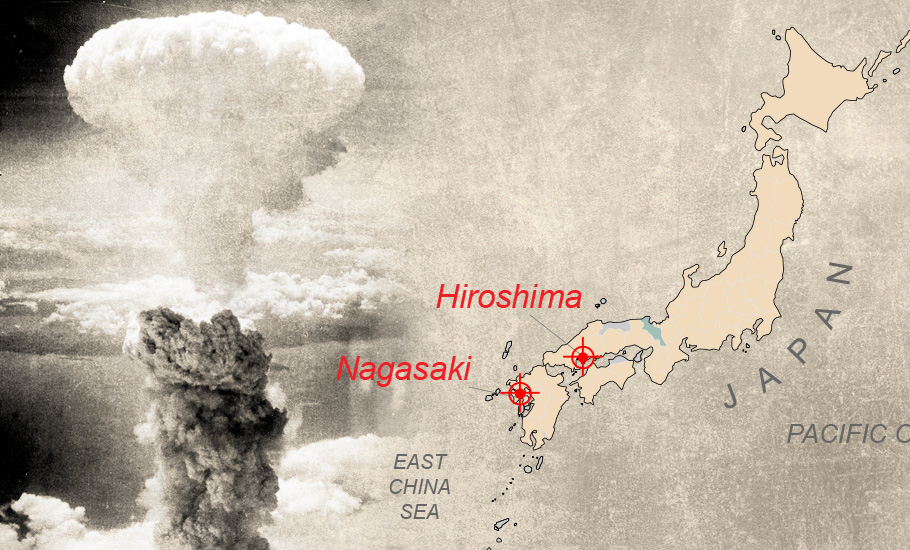 Hiroshima
Nagasaki
JAPAN
PACIFIC
EAST
CHINA
SEA